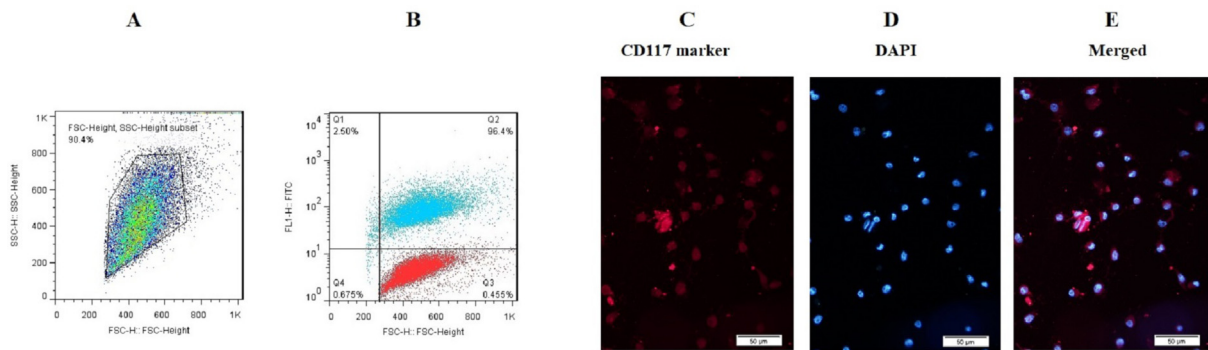 A
B
C
D
E
CD117 marker
DAPI
Merged
1K
800
600
400
200
0
SSC-H:: SSC-Height
FSC-Height, SSC-Height subset
90.4%
0 200 400 600 800 1K
FSC-H:: FSC-Height
10 4
10 3
10 2
10 1
10 0
FL1-H:: FITC
Q1
2.50%
Q2
96.4%
Q4
0.675%
Q3
0.455%
0 200 400 600 800 1K
FSC-H:: FSC-Height
50 µm
50 µm
50 µm